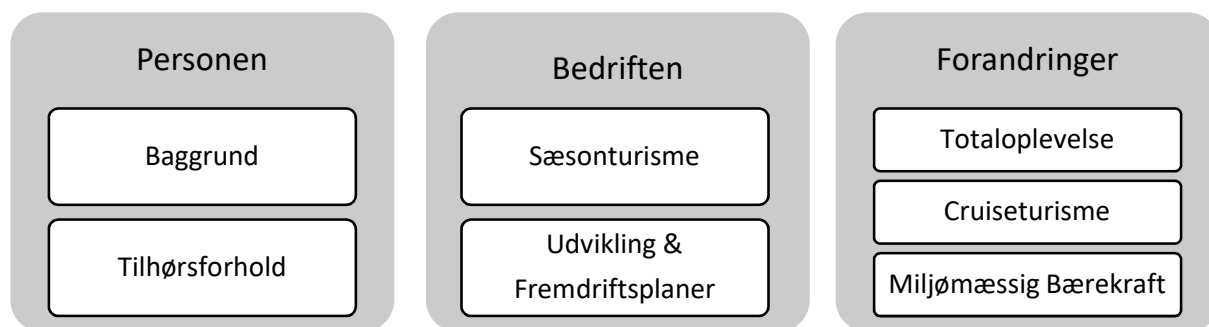 Personen
Baggrund
Tilhørsforhold
Bedriften
Sæsonturisme
Udvikling &
Fremdriftsplaner
Forandringer
Totaloplevelse
Cruiseturisme
Miljømæssig Bærekraft